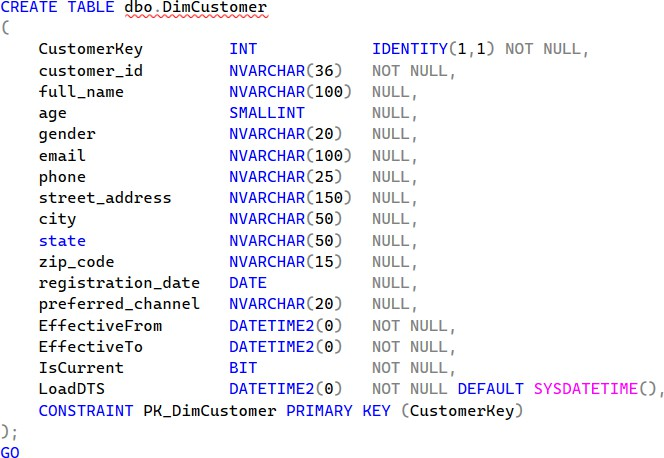 CREATE TABLE dbo.DimCustomer
(
    CustomerKey         INT            IDENTITY(1,1) NOT NULL,
    customer_id         NVARCHAR(36)   NOT NULL,
    full_name           NVARCHAR(100)  NULL,
    age                 SMALLINT       NULL,
    gender              NVARCHAR(20)   NULL,
    email               NVARCHAR(100)  NULL,
    phone               NVARCHAR(25)   NULL,
    street_address      NVARCHAR(150)  NULL,
    city                NVARCHAR(50)   NULL,
    state               NVARCHAR(50)   NULL,
    zip_code            NVARCHAR(15)   NULL,
    registration_date   DATE           NULL,
    preferred_channel   NVARCHAR(20)   NULL,
    EffectiveFrom       DATETIME2(0)   NOT NULL,
    EffectiveTo         DATETIME2(0)   NOT NULL,
    IsCurrent           BIT            NOT NULL,
    LoadDTS             DATETIME2(0)   NOT NULL DEFAULT SYSDATETIME(),
    CONSTRAINT PK_DimCustomer PRIMARY KEY (CustomerKey)
);
GO